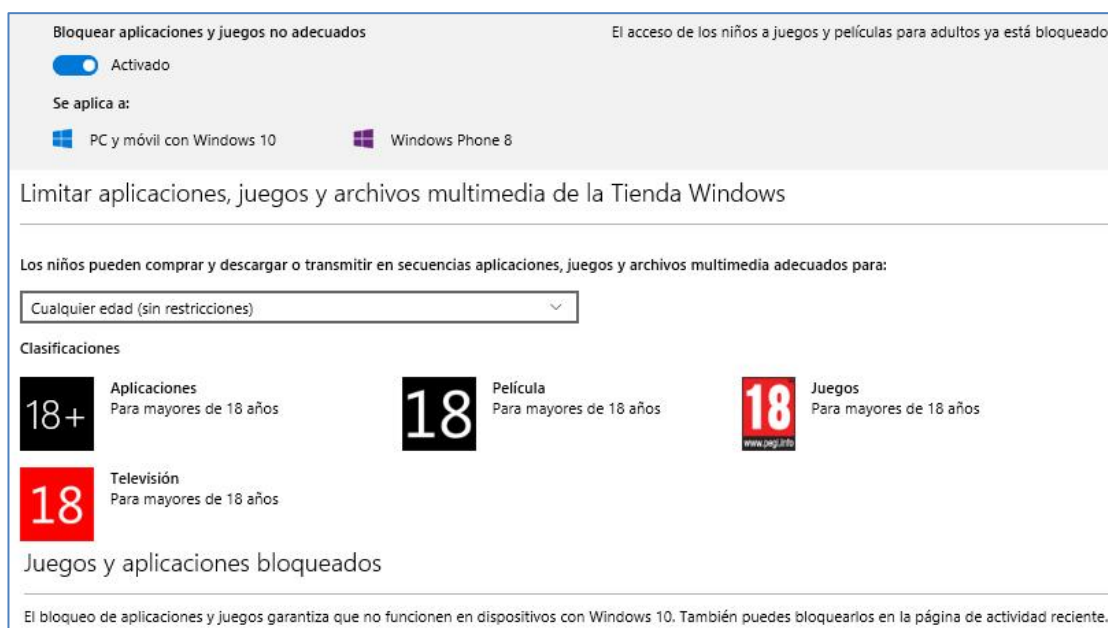 Bloquear aplicaciones y juegos no adecuados
El acceso de los niños a juegos y películas para adultos ya está bloqueado
Activado
Se aplica a:
PC y móvil con Windows 10
Windows Phone 8
Limitar aplicaciones, juegos y archivos multimedia de la Tienda Windows
Los niños pueden comprar y descargar o transmitir en secuencias aplicaciones, juegos y archivos multimedia adecuados para:
Cualquier edad (sin restricciones)
Clasificaciones
18+
Aplicaciones
Para mayores de 18 años
18
Película
Para mayores de 18 años
18
www.pegi.info
Juegos
Para mayores de 18 años
18
Televisión
Para mayores de 18 años
Juegos y aplicaciones bloqueados
El bloqueo de aplicaciones y juegos garantiza que no funcionen en dispositivos con Windows 10. También puedes bloquearlos en la página de actividad reciente.